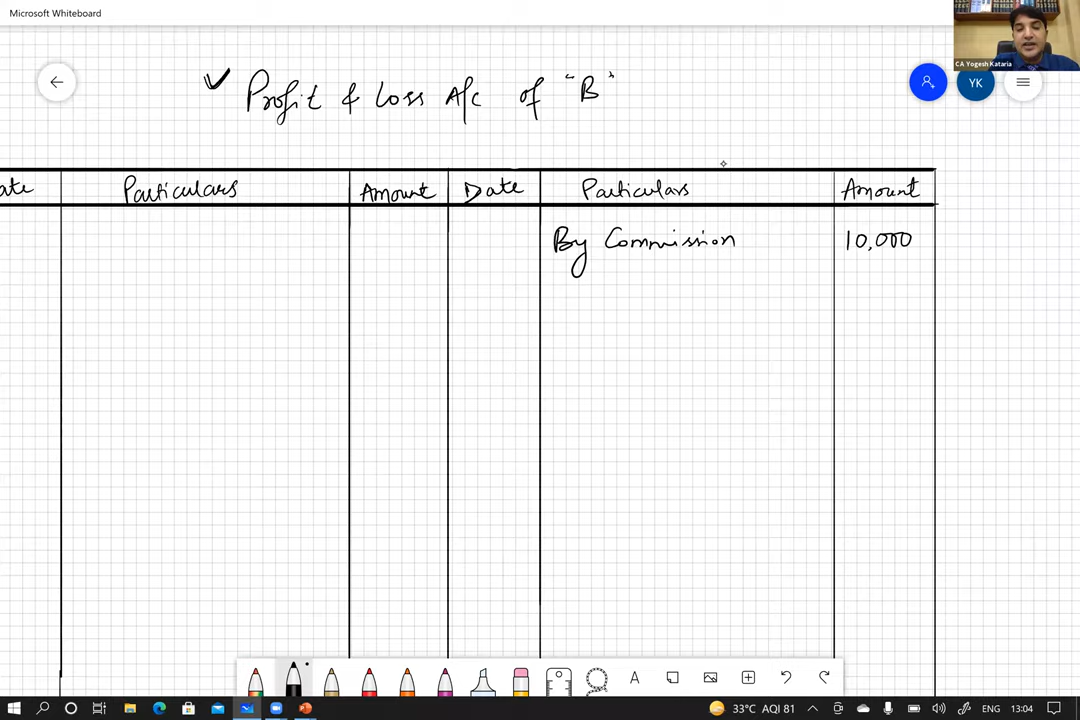 Microsoft Whiteboard
CA Yogesh Kataria
YK
✓ Profit & Loss A/c of "B"
ate Particulars Amount Date Particulars Amount
By Commission 10,000
A
33°C AQI 81 ENG 13:04